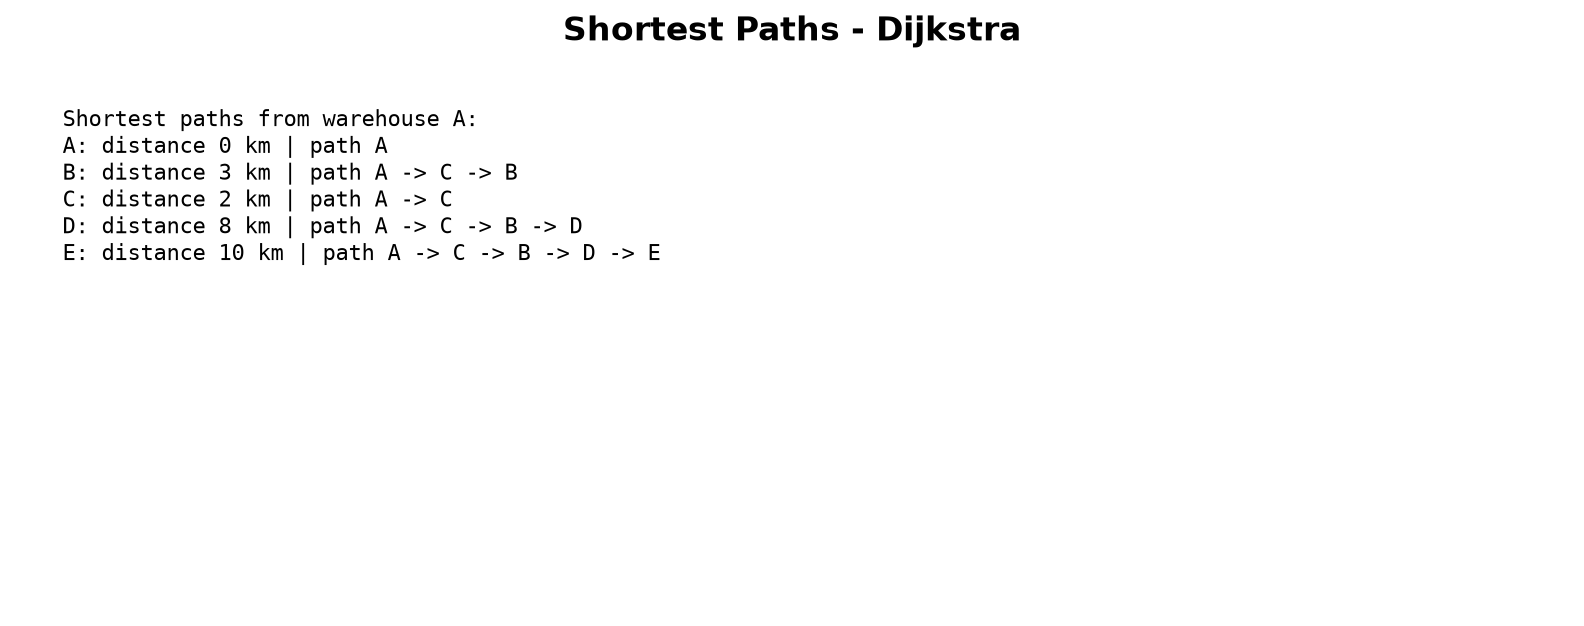 Shortest Paths - Dijkstra
Shortest paths from warehouse A:
A: distance 0 km | path A
B: distance 3 km | path A -> C -> B
C: distance 2 km | path A -> C
D: distance 8 km | path A -> C -> B -> D
E: distance 10 km | path A -> C -> B -> D -> E